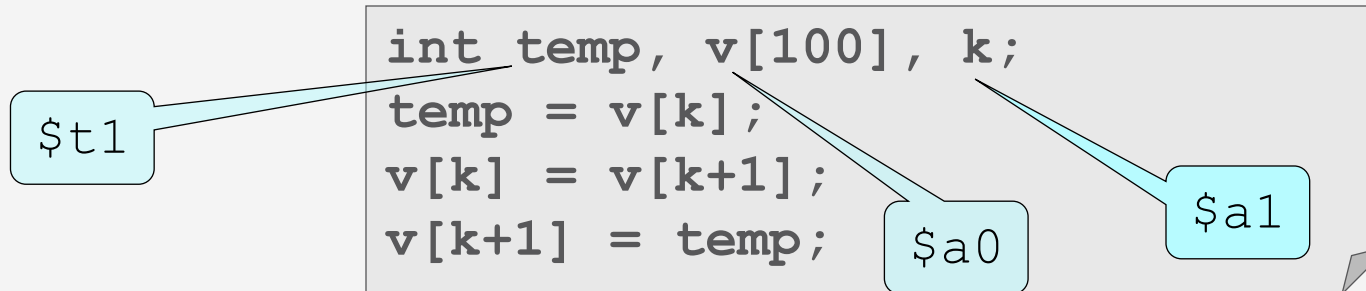 int temp, v[100], k;
$t1
temp = v[k];
v[k] = v[k+1];
$a1
v[k+1] = temp;
$a0